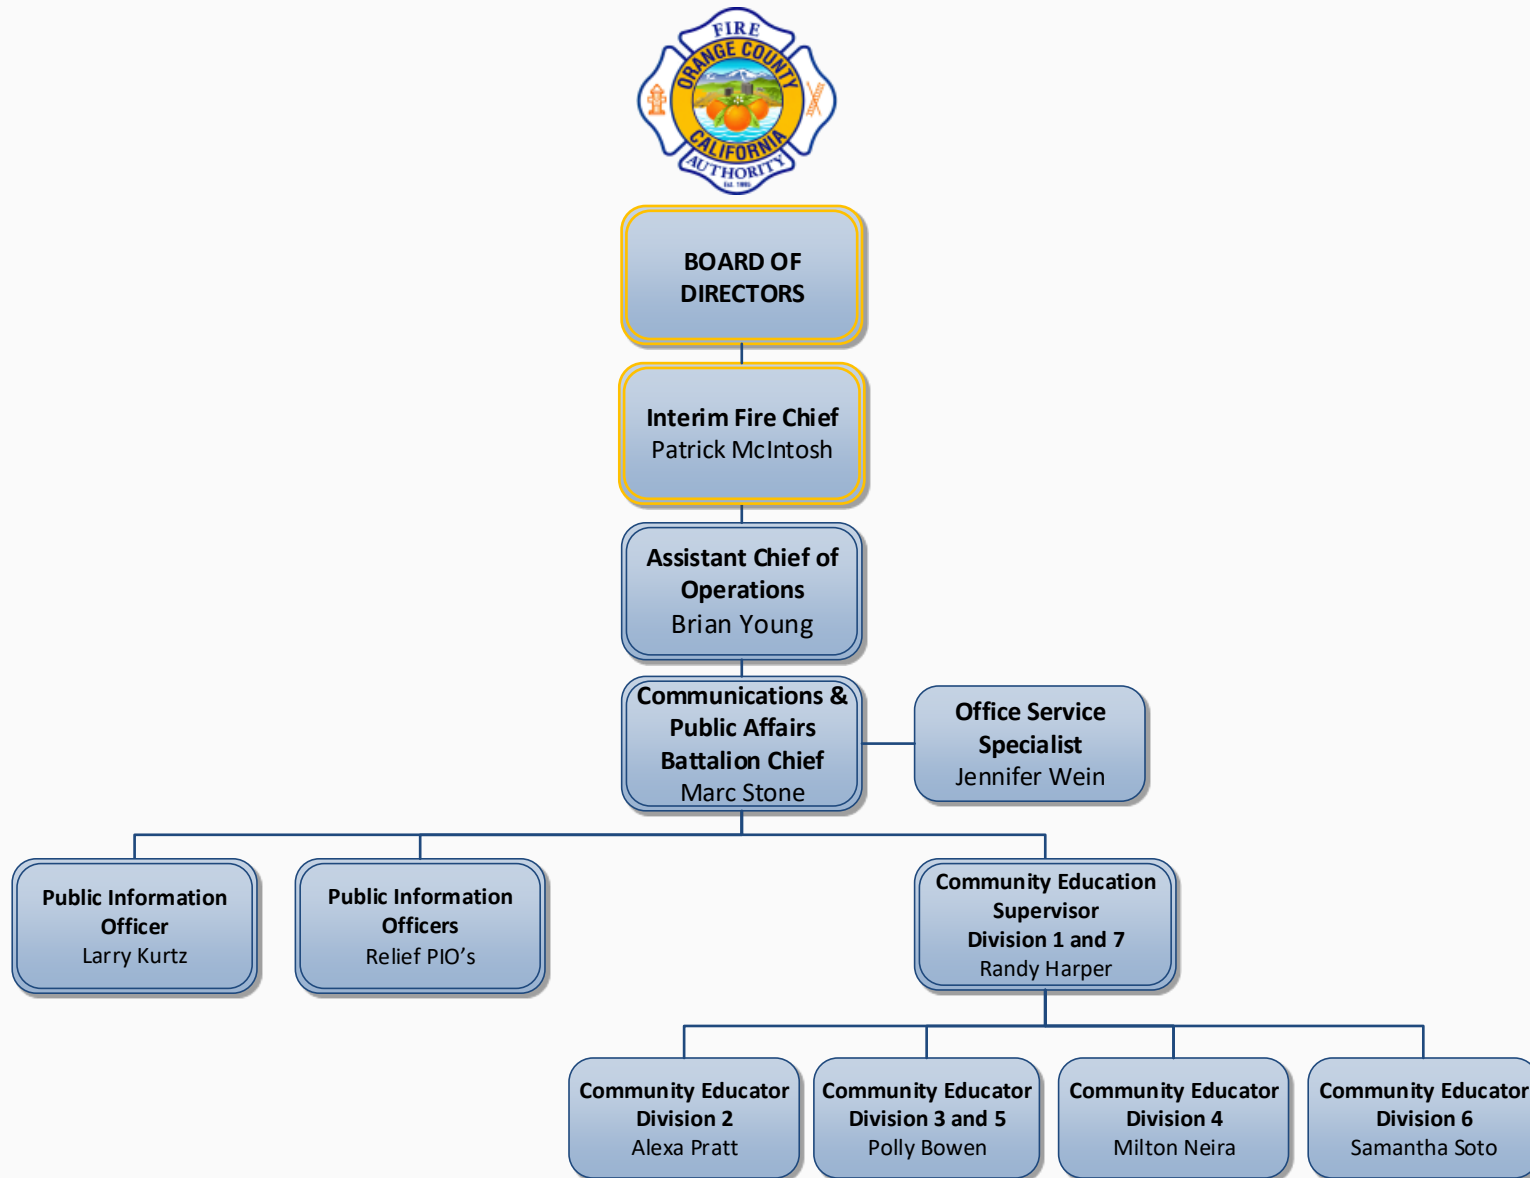 FIRE
ORANGE COUNTY
CALIFORNIA
AUTHORITY
Est. 1995
BOARD OF
DIRECTORS
Interim Fire Chief
Patrick McIntosh
Assistant Chief of
Operations
Brian Young
Communications &
Public Affairs
Battalion Chief
Marc Stone
Office Service
Specialist
Jennifer Wein
Public Information
Officer
Larry Kurtz
Public Information
Officers
Relief PIO’s
Community Education
Supervisor
Division 1 and 7
Randy Harper
Community Educator
Division 2
Alexa Pratt
Community Educator
Division 3 and 5
Polly Bowen
Community Educator
Division 4
Milton Neira
Community Educator
Division 6
Samantha Soto